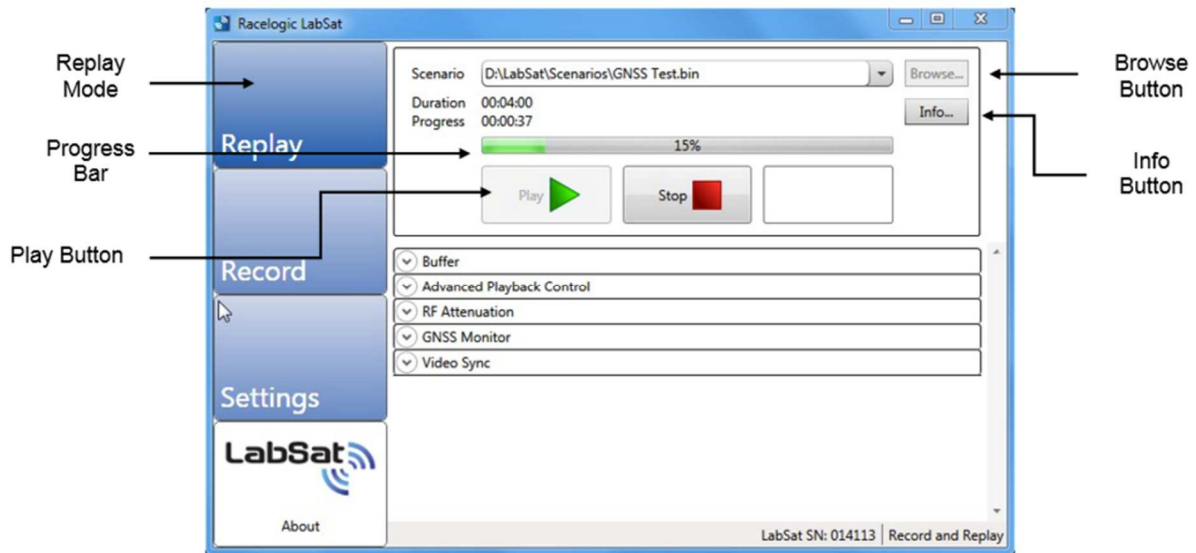 Racelogic LabSat
Replay
Mode
Progress
Bar
Play Button
Browse
Button
Info
Button
Replay
Record
Settings
LabSat
About
Scenario D:\LabSat\Scenarios\GNSS Test.bin Browse...
Duration 00:04:00
Progress 00:00:37
Info...
15%
Play
Stop
Buffer
Advanced Playback Control
RF Attenuation
GNSS Monitor
Video Sync
LabSat SN: 014113 Record and Replay